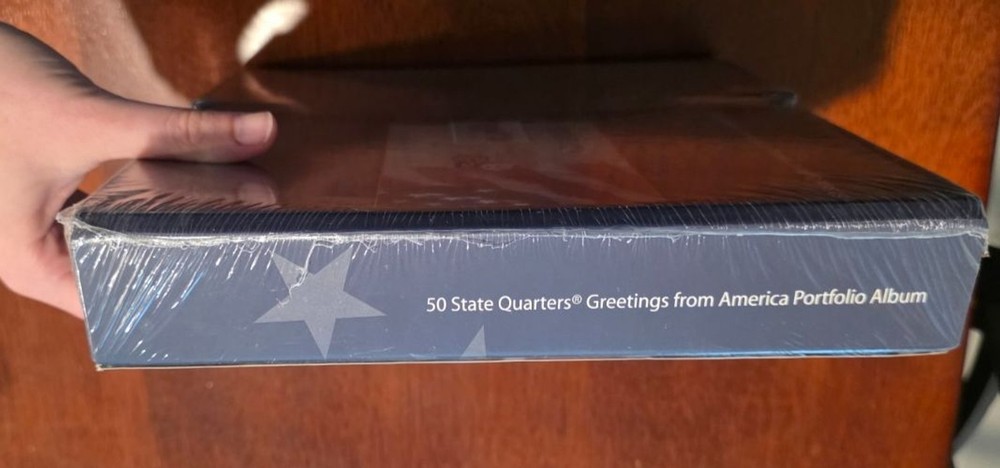 50 State Quarters® Greetings from America Portfolio Album